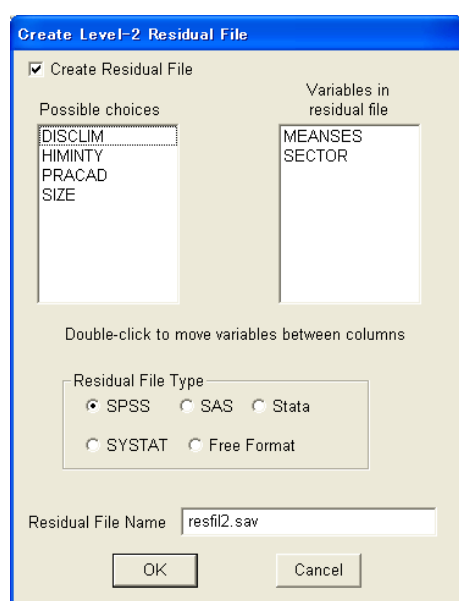 Create Level-2 Residual File
Create Residual File
Possible choices
Variables in
residual file
DISCLIM
HIMINTY
PRACAD
SIZE
MEANSES
SECTOR
Double-click to move variables between columns
Residual File Type
SPSS SAS Stata
SYSTAT Free Format
Residual File Name resfil2.sav
OK Cancel